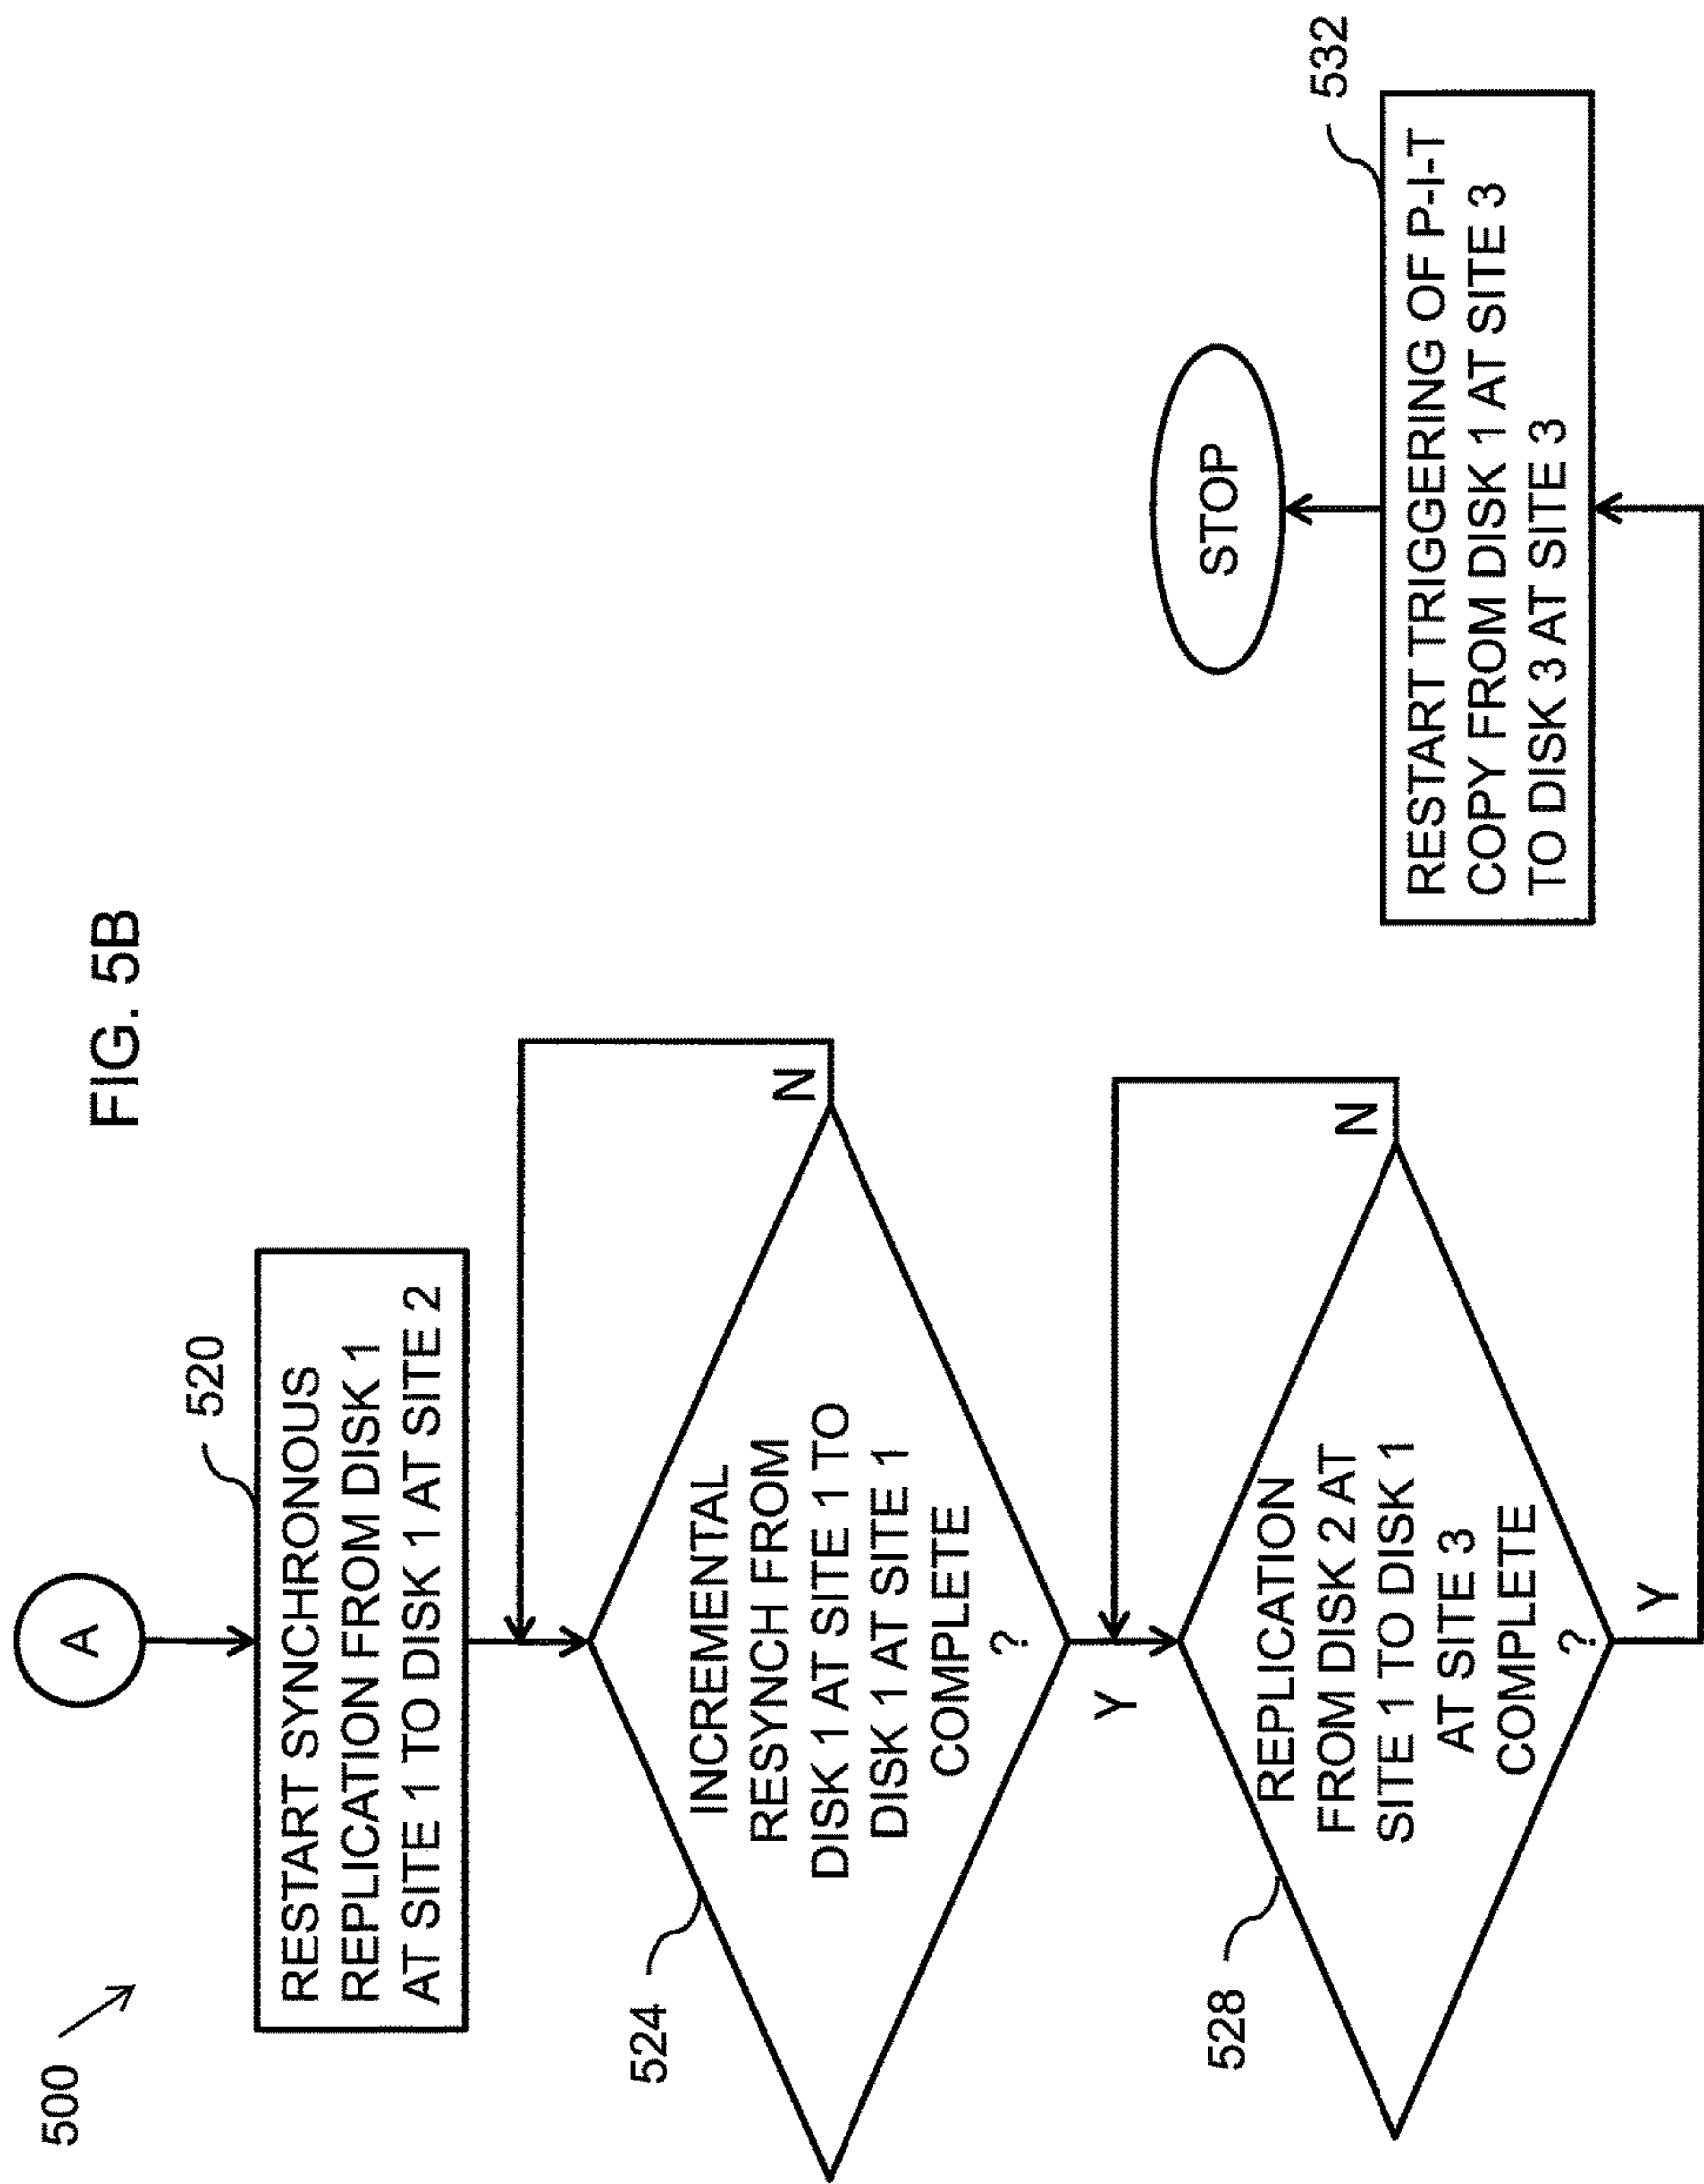 FIG. 5B
500
A
520
RESTART SYNCHRONOUS
REPLICATION FROM DISK 1
AT SITE 1 TO DISK 1 AT SITE 2
524
INCREMENTAL
RESYNCH FROM
DISK 1 AT SITE 1 TO
DISK 1 AT SITE 1
COMPLETE
?
N
Y
528
REPLICATION
FROM DISK 2 AT
SITE 1 TO DISK 1
AT SITE 3
COMPLETE
?
N
Y
532
RESTART TRIGGERING OF P-I-T
COPY FROM DISK 1 AT SITE 3
TO DISK 3 AT SITE 3
STOP